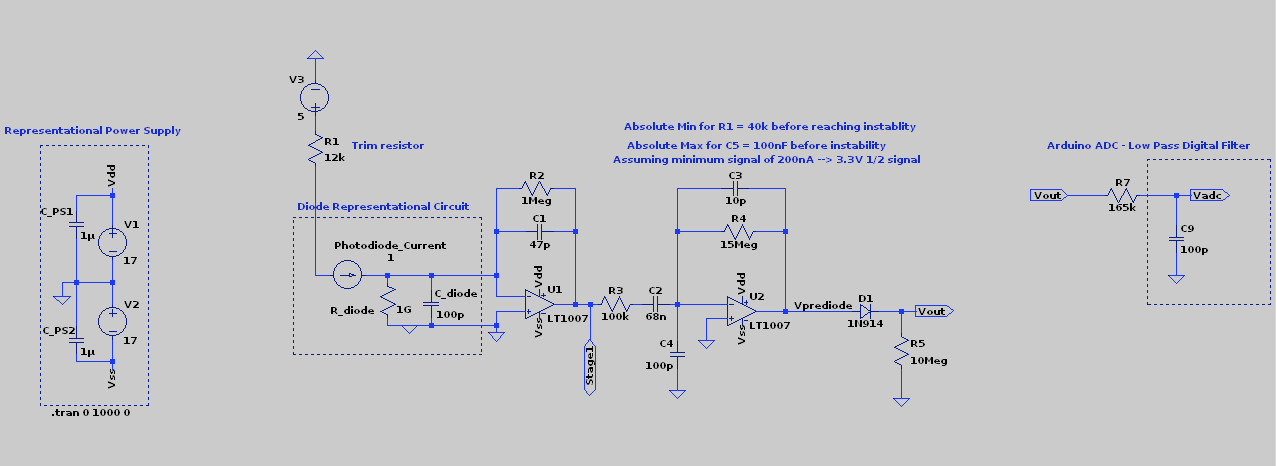 Representational Power Supply
C_PS1
1µ
Vdd
V1
17
V2
17
C_PS2
1µ
Vss
.tran 0 1000 0
V3
5
R1
12k
Trim resistor
Diode Representational Circuit
Photodiode_Current
1
R_diode
1G
C_diode
100p
R2
1Meg
C1
47p
Vdd
U1
LT1007
Vss
Stage1
R3
100k
C2
68n
Absolute Min for R1 = 40k before reaching instablity
Absolute Max for C5 = 100nF before instability
Assuming minimum signal of 200nA --> 3.3V 1/2 signal
C3
10p
R4
15Meg
C4
100p
Vdd
U2
LT1007
Vss
Vprediode
D1
1N914
Vout
R5
10Meg
Arduino ADC - Low Pass Digital Filter
Vout
R7
165k
Vadc
C9
100p